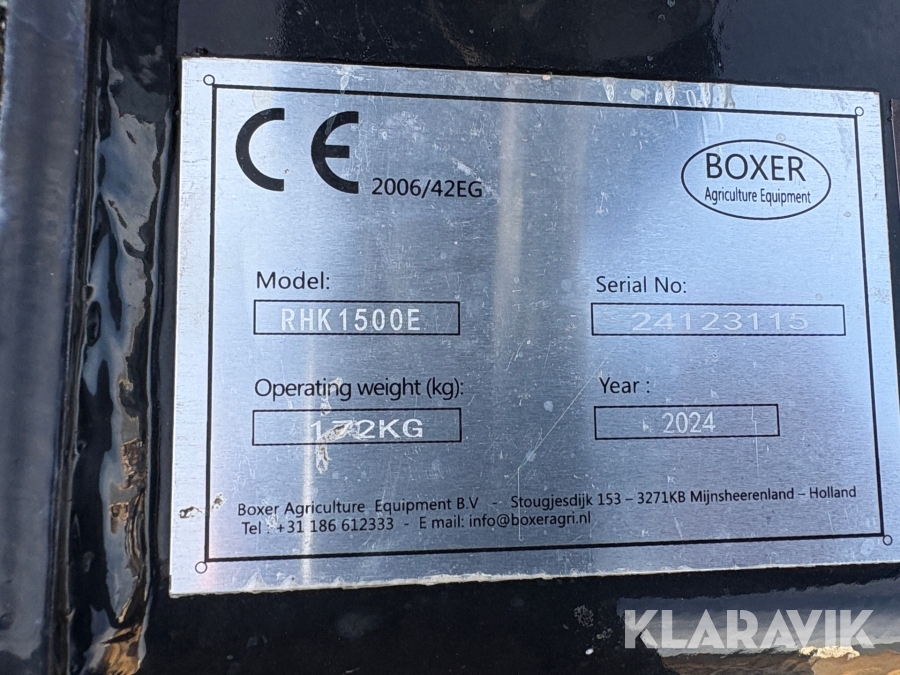 CE 2006/42EG
BOXER
Agriculture Equipment
Model:
RHK1500E
Serial No:
24123115
Operating weight (kg):
172KG
Year :
2024
Boxer Agriculture Equipment B.V - Stougjesdijk 153 – 3271KB Mijnsheerenland – Holland
Tel : +31 186 612333 - E mail: info@boxeragri.nl
KLARAVIK